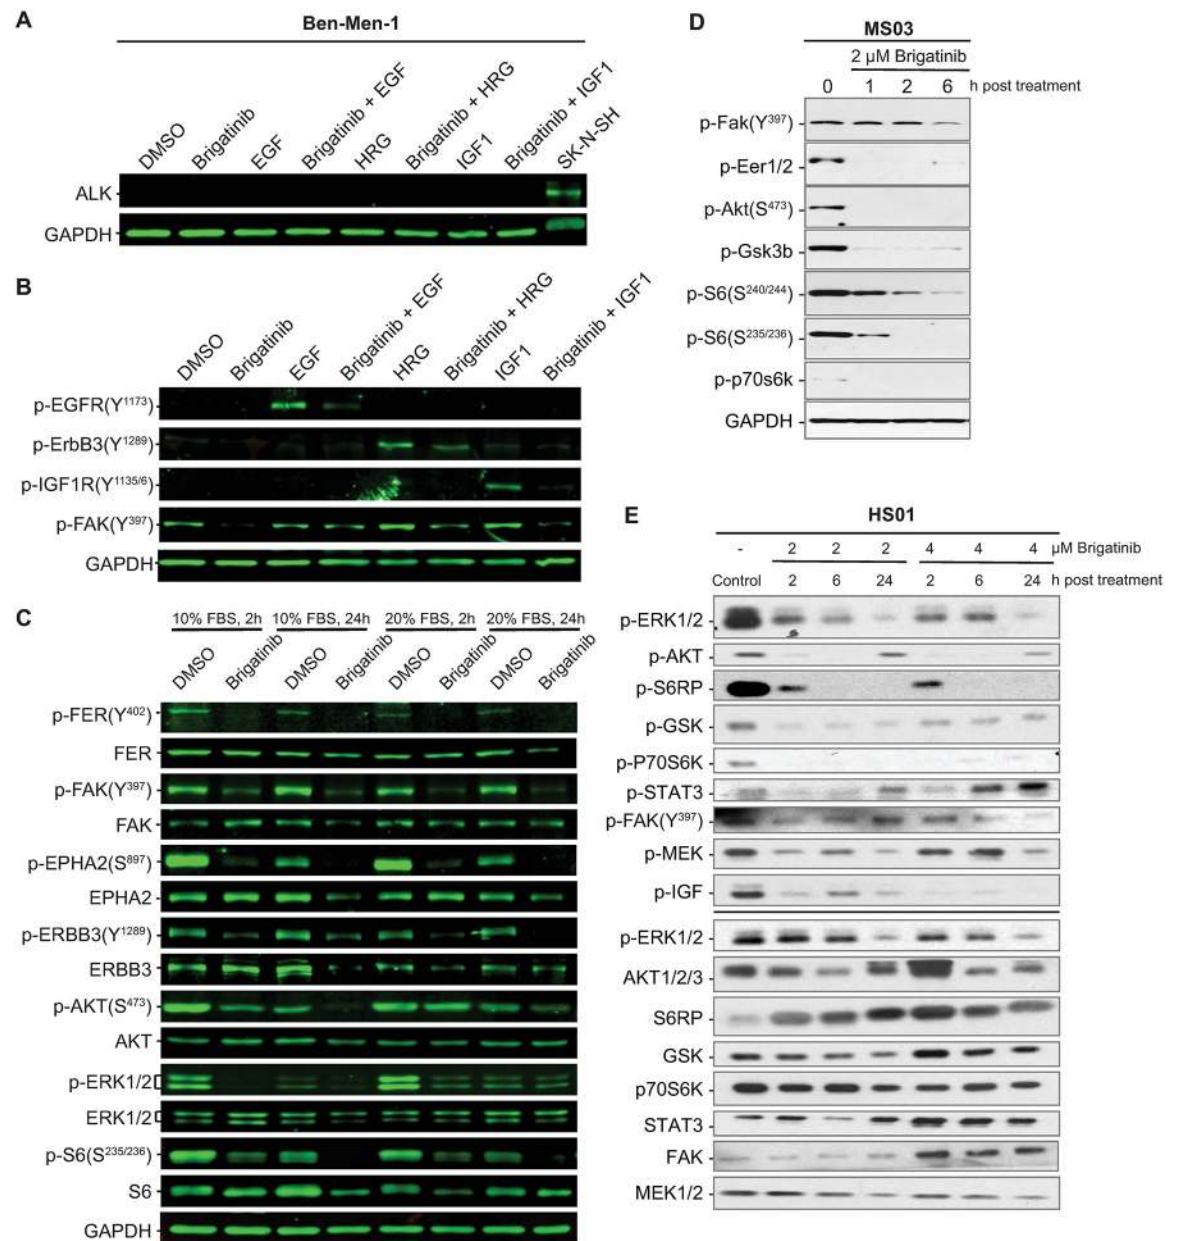 A
Ben-Men-1
DMSO
Brigatinib
EGF
Brigatinib + EGF
HRG
Brigatinib + HRG
IGF1
Brigatinib + IGF1
SK-N-SH
ALK
GAPDH
B
DMSO
Brigatinib
EGF
Brigatinib + EGF
HRG
Brigatinib + HRG
IGF1
Brigatinib + IGF1
p-EGFR(Y1173)
p-ErbB3(Y1289)
p-IGF1R(Y1135/6)
p-FAK(Y397)
GAPDH
C
10% FBS, 2h 10% FBS, 24h 20% FBS, 2h 20% FBS, 24h
DMSO
Brigatinib
DMSO
Brigatinib
DMSO
Brigatinib
DMSO
Brigatinib
p-FER(Y402)
FER
p-FAK(Y397)
FAK
p-EPHA2(S897)
EPHA2
p-ERBB3(Y1289)
ERBB3
p-AKT(S473)
AKT
p-ERK1/2
ERK1/2
p-S6(S235/236)
S6
GAPDH
D
MS03
2 µM Brigatinib
0 1 2 6 h post treatment
p-Fak(Y397)
p-Eer1/2
p-Akt(S473)
p-Gsk3b
p-S6(S240/244)
p-S6(S235/236)
p-p70s6k
GAPDH
E
HS01
- 2 2 2 4 4 4 µM Brigatinib
Control 2 6 24 2 6 24 h post treatment
p-ERK1/2
p-AKT
p-S6RP
p-GSK
p-P70S6K
p-STAT3
p-FAK(Y397)
p-MEK
p-IGF
p-ERK1/2
AKT1/2/3
S6RP
GSK
p70S6K
STAT3
FAK
MEK1/2